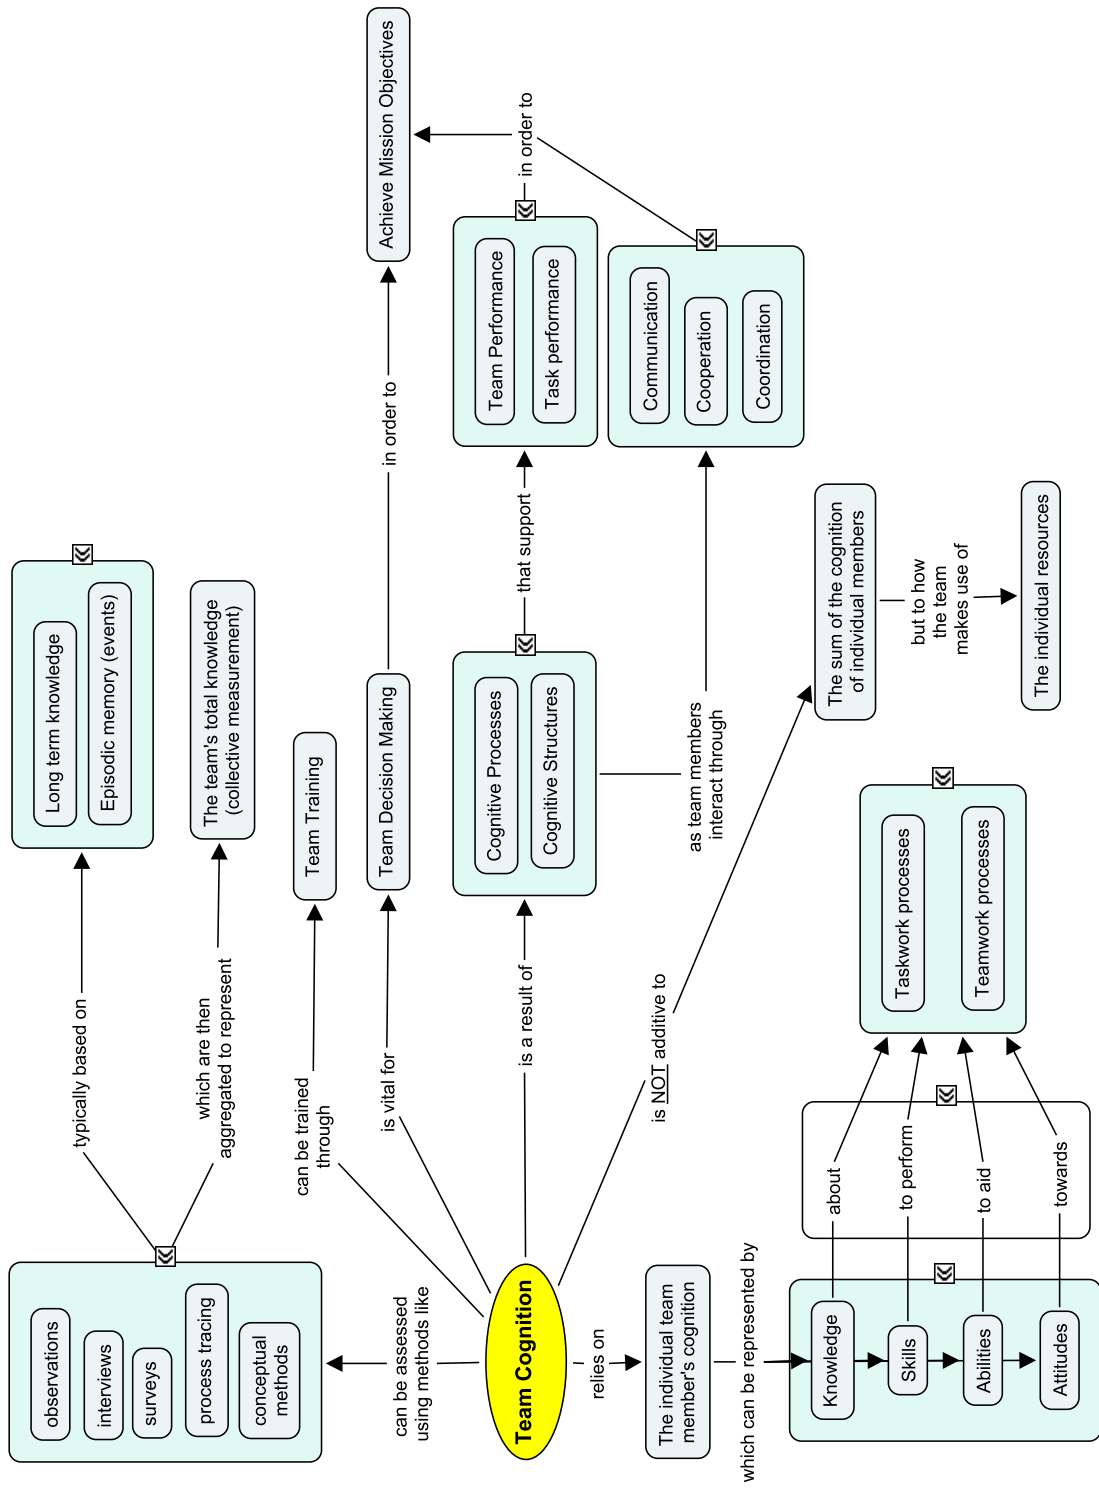 observations
interviews
surveys
process tracing
conceptual
methods
typically based on
Long term knowledge
Episodic memory (events)
which are then
aggregated to represent
The team's total knowledge
(collective measurement)
can be assessed
using methods like
can be trained
through
Team Training
is vital for
Team Decision Making
in order to
Achieve Mission Objectives
Team Cognition
is a result of
Cognitive Processes
Cognitive Structures
that support
Team Performance
Task performance
in order to
as team members
interact through
Communication
Cooperation
Coordination
is NOT additive to
The sum of the cognition
of individual members
but to how
the team
makes use of
The individual resources
relies on
The individual team
member's cognition
which can be represented by
Knowledge
Skills
Abilities
Attitudes
about
to perform
to aid
towards
Taskwork processes
Teamwork processes